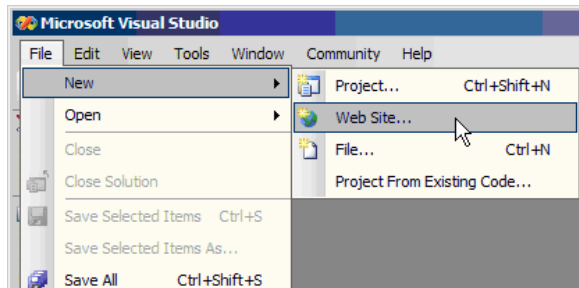 Microsoft Visual Studio
File Edit View Tools Window Community Help
New
Project... Ctrl+Shift+N
Open
Web Site...
Close
File... Ctrl+N
Close Solution
Project From Existing Code...
Save Selected Items Ctrl+S
Save Selected Items As...
Save All Ctrl+Shift+S